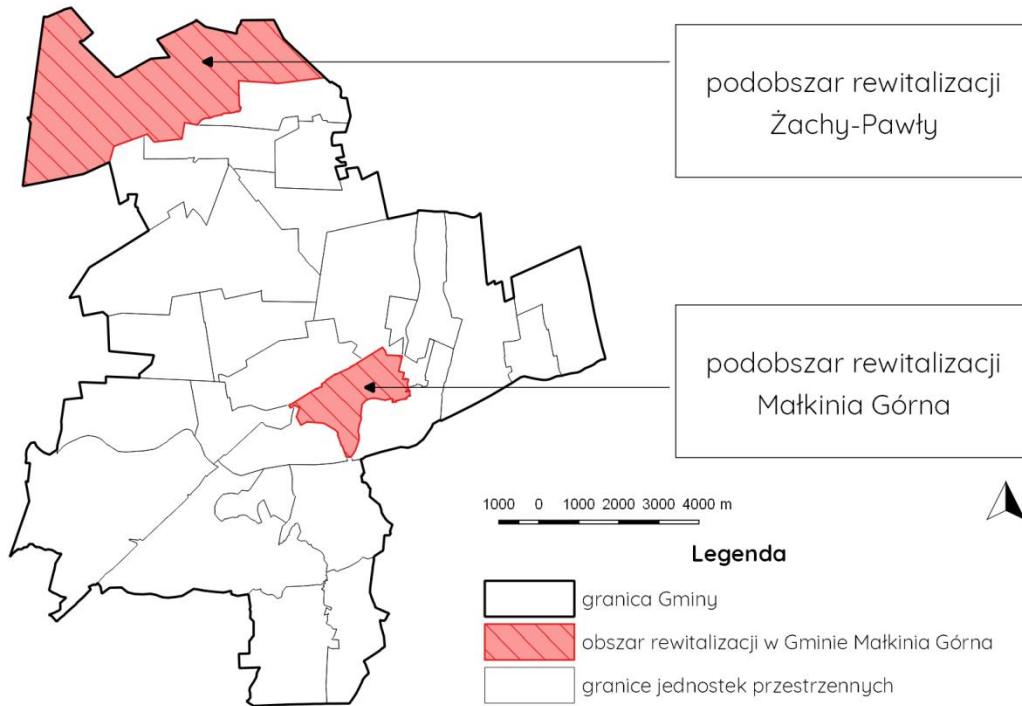 podobszar rewitalizacji
Żachy-Pawły
podobszar rewitalizacji
Małkinia Górna
1000 0 1000 2000 3000 4000 m
Legenda
granica Gminy
obszar rewitalizacji w Gminie Małkinia Górna
granice jednostek przestrzennych